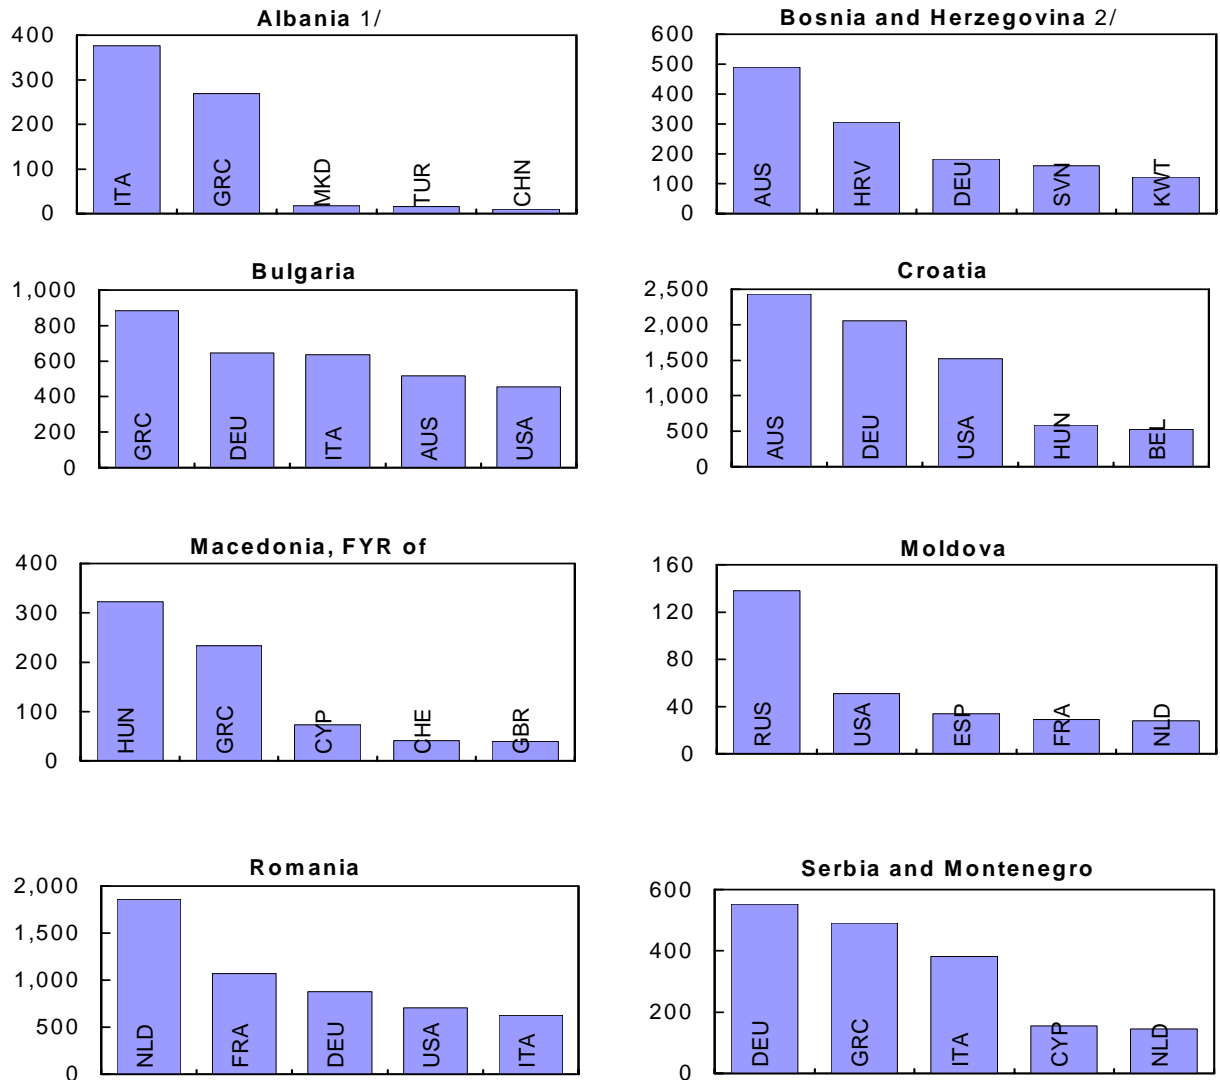 Albania 1/
400
300
200
100
0
ITA
GRC
MKD
TUR
CHN
Bosnia and Herzegovina 2/
600
500
400
300
200
100
0
AUS
HRV
DEU
SVN
KWT
Bulgaria
1,000
800
600
400
200
0
GRC
DEU
ITA
AUS
USA
Croatia
2,500
2,000
1,500
1,000
500
0
AUS
DEU
USA
HUN
BEL
Macedonia, FYR of
400
300
200
100
0
HUN
GRC
CYP
CHE
GBR
Moldova
160
120
80
40
0
RUS
USA
ESP
FRA
NLD
Romania
2,000
1,500
1,000
500
0
NLD
FRA
DEU
USA
ITA
Serbia and Montenegro
600
400
200
0
DEU
GRC
ITA
CYP
NLD